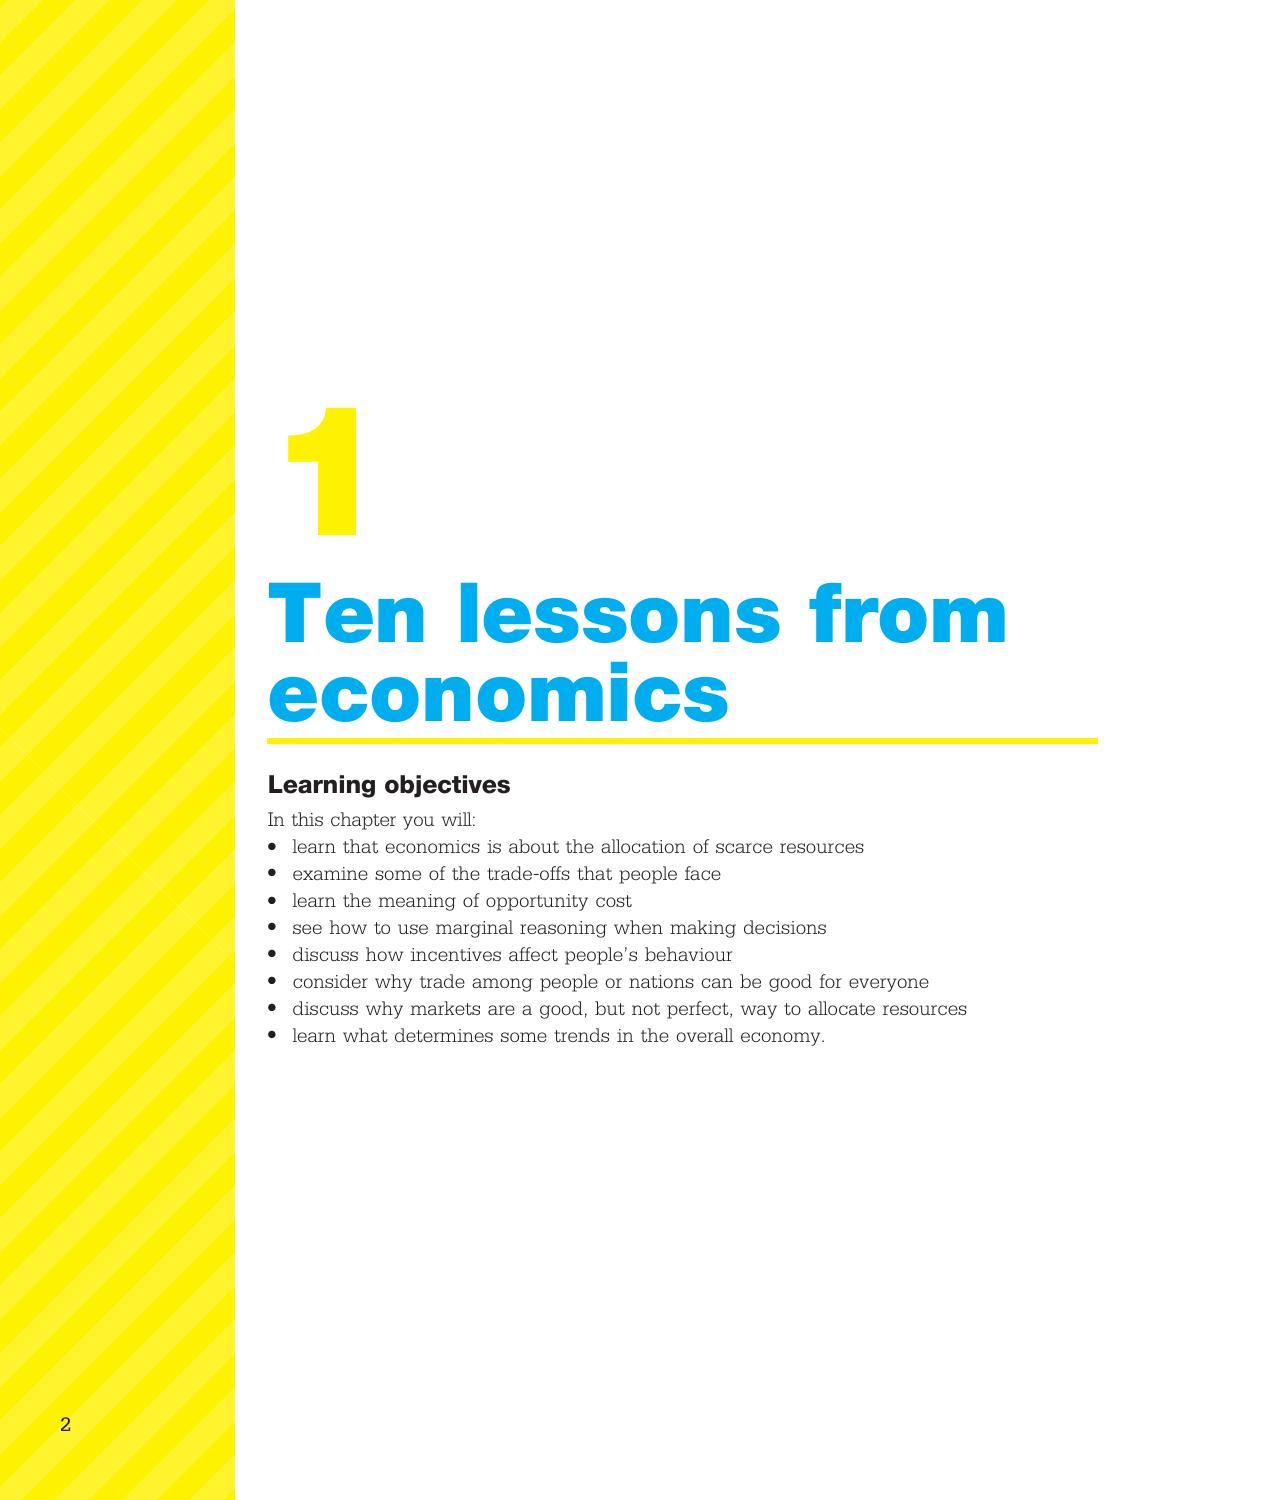 1
Ten lessons from
economics
Learning objectives
In this chapter you will:
• learn that economics is about the allocation of scarce resources
• examine some of the trade-offs that people face
• learn the meaning of opportunity cost
• see how to use marginal reasoning when making decisions
• discuss how incentives affect people's behaviour
• consider why trade among people or nations can be good for everyone
• discuss why markets are a good, but not perfect, way to allocate resources
• learn what determines some trends in the overall economy.
2